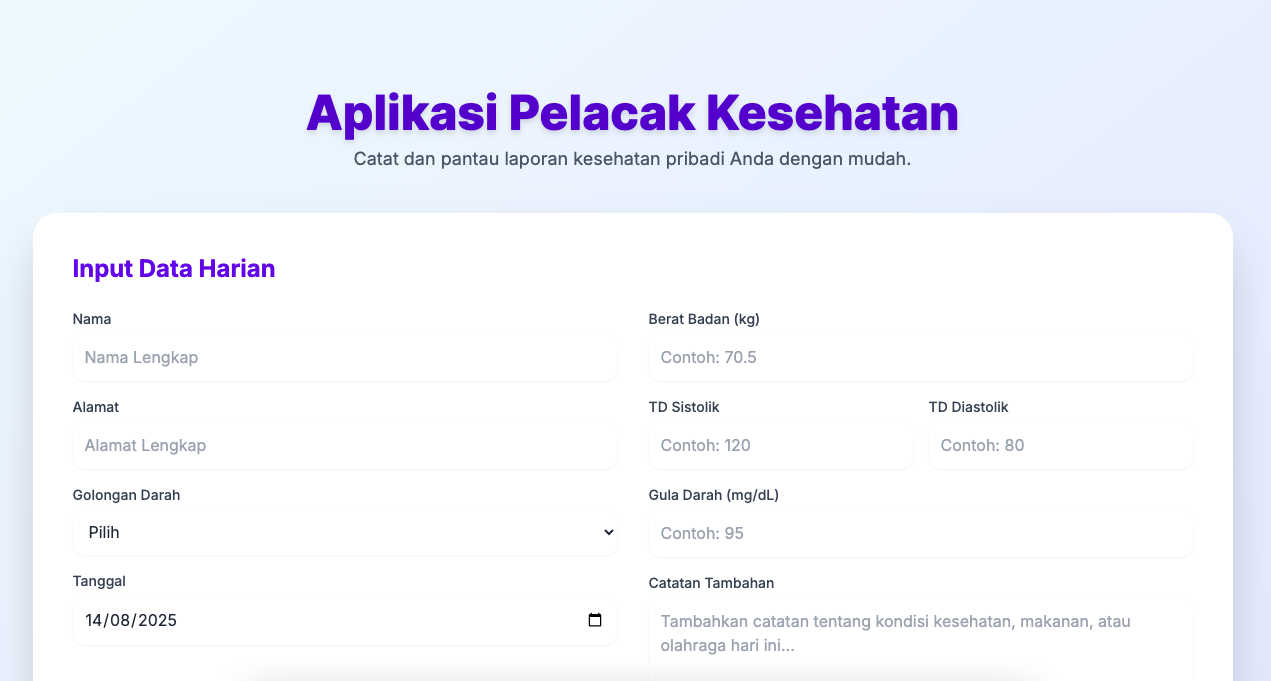 Aplikasi Pelacak Kesehatan
Catat dan pantau laporan kesehatan pribadi Anda dengan mudah.
Input Data Harian
Nama
Nama Lengkap
Alamat
Alamat Lengkap
Golongan Darah
Pilih
Tanggal
14/08/2025
Berat Badan (kg)
Contoh: 70.5
TD Sistolik
Contoh: 120
TD Diastolik
Contoh: 80
Gula Darah (mg/dL)
Contoh: 95
Catatan Tambahan
Tambahkan catatan tentang kondisi kesehatan, makanan, atau
olahraga hari ini...